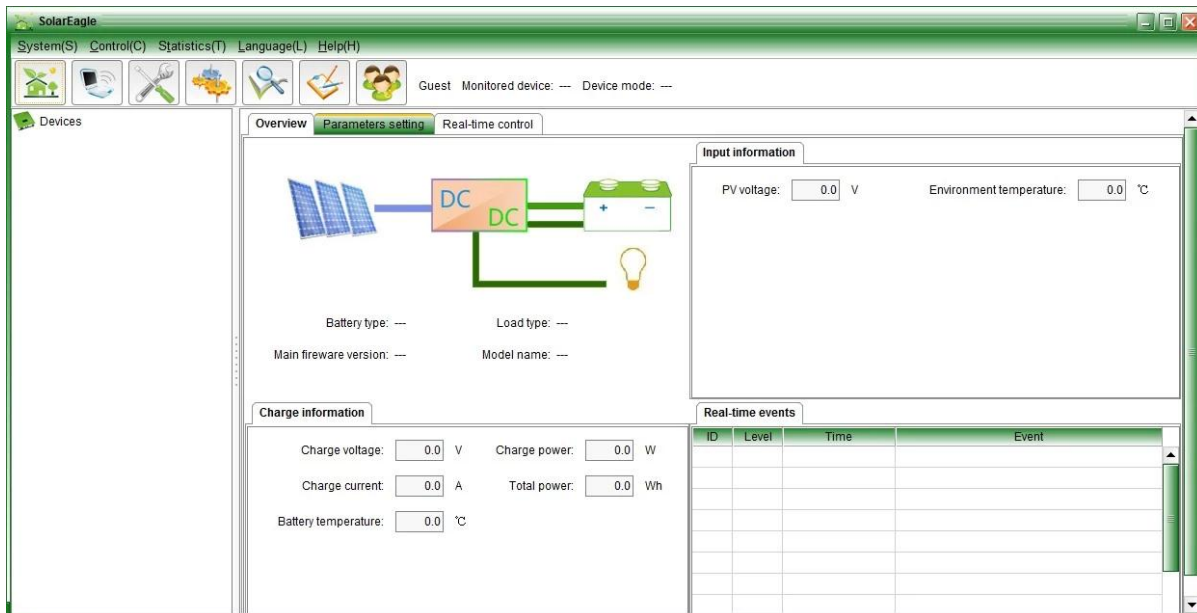 SolarEagle
System(S) Control(C) Statistics(T) Language(L) Help(H)
Guest Monitored device: --- Device mode: ---
Devices
Overview Parameters setting Real-time control
DC
DC
+ −
Battery type: --- Load type: ---
Main fireware version: --- Model name: ---
Input information
PV voltage: 0.0 V Environment temperature: 0.0 ℃
Charge information
Charge voltage: 0.0 V Charge power: 0.0 W
Charge current: 0.0 A Total power: 0.0 Wh
Battery temperature: 0.0 ℃
Real-time events
ID Level Time Event